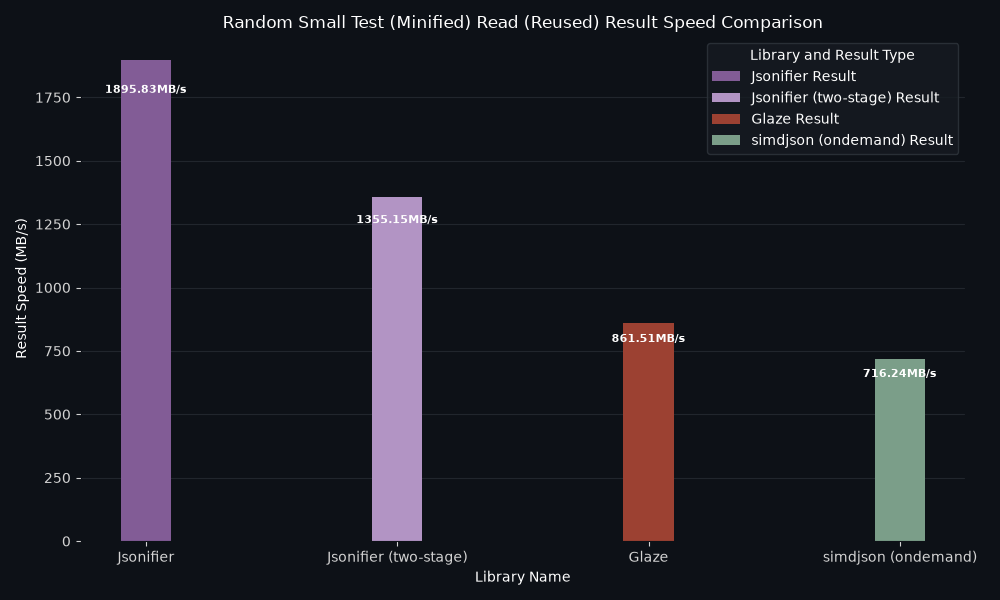 Random Small Test (Minified) Read (Reused) Result Speed Comparison
Library and Result Type
Jsonifier Result
Jsonifier (two-stage) Result
Glaze Result
simdjson (ondemand) Result
1895.83MB/s
1355.15MB/s
861.51MB/s
716.24MB/s
Result Speed (MB/s)
1750
1500
1250
1000
750
500
250
0
Jsonifier
Jsonifier (two-stage)
Glaze
simdjson (ondemand)
Library Name